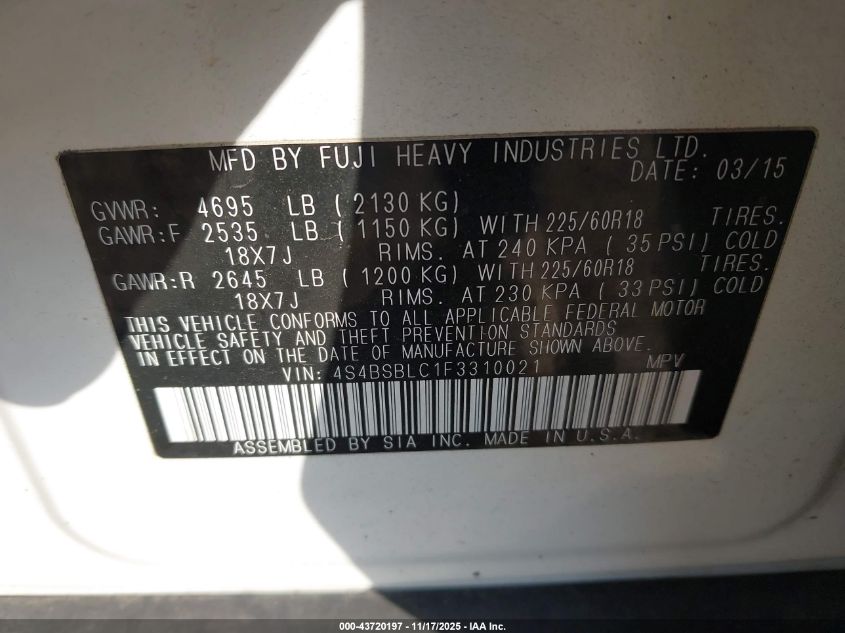 MFD BY FUJI HEAVY INDUSTRIES LTD.
DATE: 03/15
GVWR: 4695 LB ( 2130 KG)
GAWR:F 2535 LB ( 1150 KG) WITH 225/60R18 TIRES.
18X7J RIMS. AT 240 KPA ( 35 PSI) COLD
GAWR:R 2645 LB ( 1200 KG) WITH 225/60R18 TIRES.
18X7J RIMS. AT 230 KPA ( 33 PSI) COLD
THIS VEHICLE CONFORMS TO ALL APPLICABLE FEDERAL MOTOR
VEHICLE SAFETY AND THEFT PREVENTION STANDARDS
IN EFFECT ON THE DATE OF MANUFACTURE SHOWN ABOVE.
VIN: 4S4BSBLC1F3310021 MPV
ASSEMBLED BY SIA INC. MADE IN U.S.A.
000-43720197 - 11/17/2025 - IAA Inc.